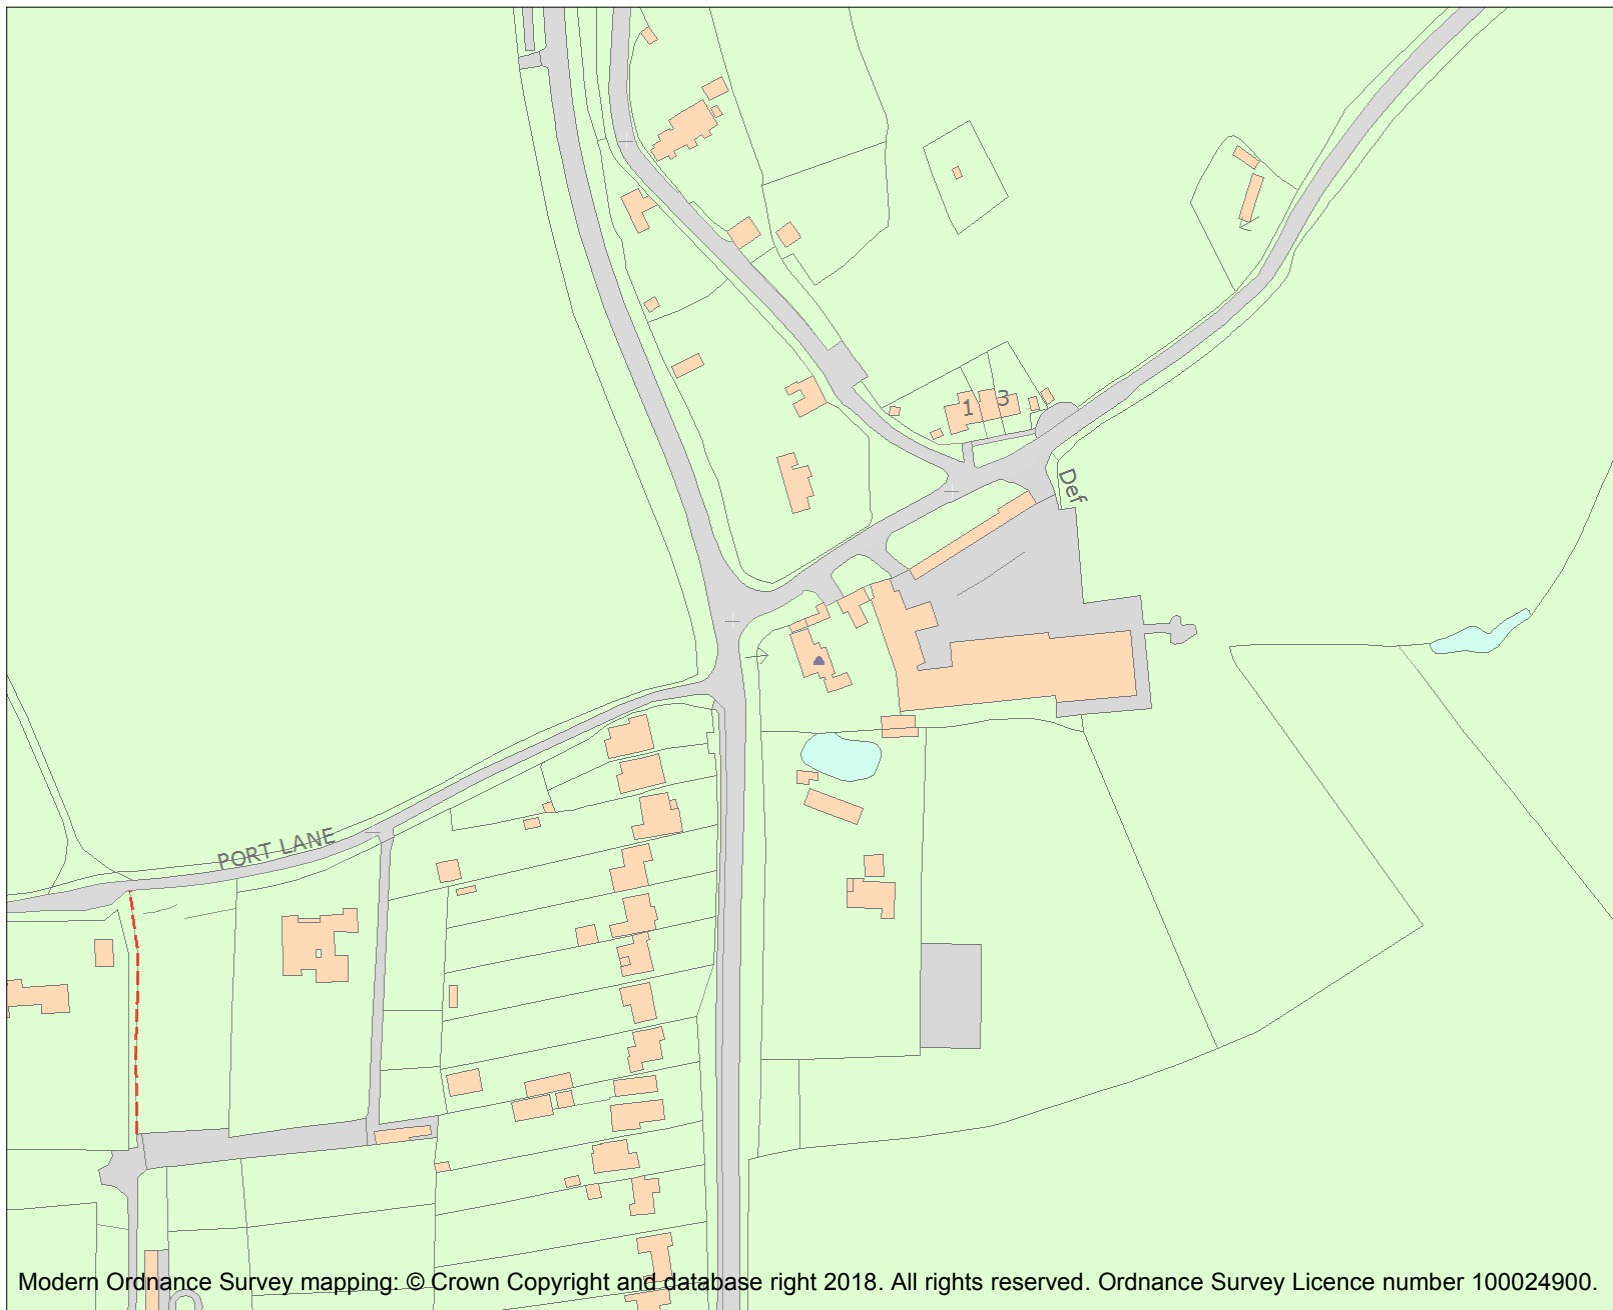 1
3
Def
PORT LANE
Modern Ordnance Survey mapping: © Crown Copyright and database right 2018. All rights reserved. Ordnance Survey Licence number 100024900.